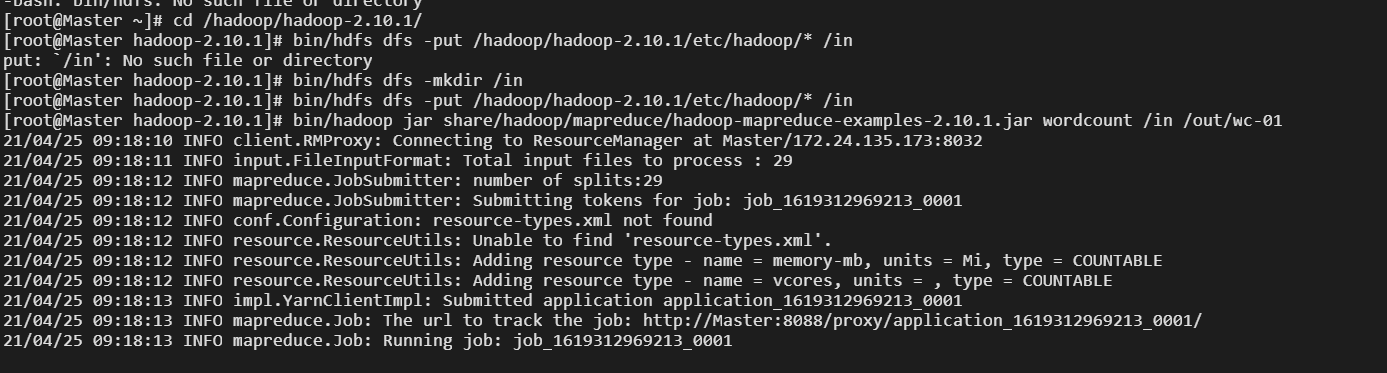 -bash: bin/hdfs: No such file or directory
[root@Master ~]# cd /hadoop/hadoop-2.10.1/
[root@Master hadoop-2.10.1]# bin/hdfs dfs -put /hadoop/hadoop-2.10.1/etc/hadoop/* /in
put: `/in': No such file or directory
[root@Master hadoop-2.10.1]# bin/hdfs dfs -mkdir /in
[root@Master hadoop-2.10.1]# bin/hdfs dfs -put /hadoop/hadoop-2.10.1/etc/hadoop/* /in
[root@Master hadoop-2.10.1]# bin/hadoop jar share/hadoop/mapreduce/hadoop-mapreduce-examples-2.10.1.jar wordcount /in /out/wc-01
21/04/25 09:18:10 INFO client.RMProxy: Connecting to ResourceManager at Master/172.24.135.173:8032
21/04/25 09:18:11 INFO input.FileInputFormat: Total input files to process : 29
21/04/25 09:18:12 INFO mapreduce.JobSubmitter: number of splits:29
21/04/25 09:18:12 INFO mapreduce.JobSubmitter: Submitting tokens for job: job_1619312969213_0001
21/04/25 09:18:12 INFO conf.Configuration: resource-types.xml not found
21/04/25 09:18:12 INFO resource.ResourceUtils: Unable to find 'resource-types.xml'.
21/04/25 09:18:12 INFO resource.ResourceUtils: Adding resource type - name = memory-mb, units = Mi, type = COUNTABLE
21/04/25 09:18:12 INFO resource.ResourceUtils: Adding resource type - name = vcores, units = , type = COUNTABLE
21/04/25 09:18:13 INFO impl.YarnClientImpl: Submitted application application_1619312969213_0001
21/04/25 09:18:13 INFO mapreduce.Job: The url to track the job: http://Master:8088/proxy/application_1619312969213_0001/
21/04/25 09:18:13 INFO mapreduce.Job: Running job: job_1619312969213_0001